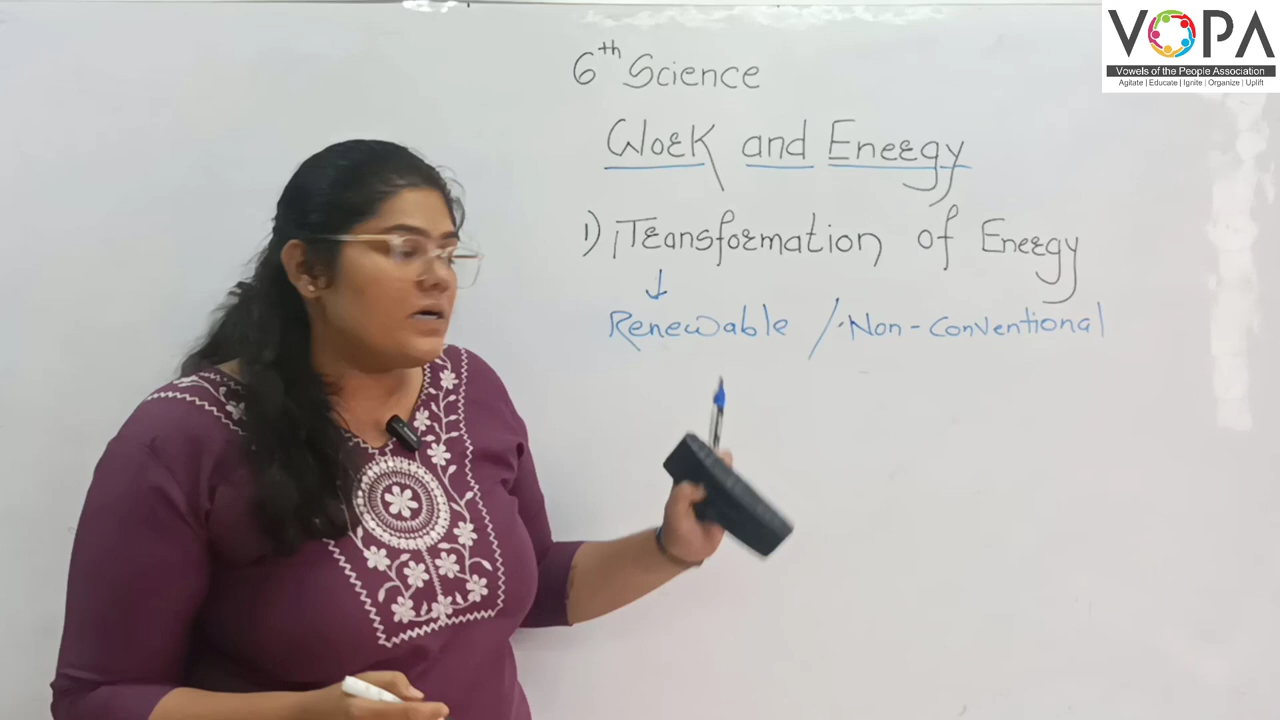 VOPA
Vowels of the People Association
Agitate | Educate | Ignite | Organize | Uplift
6th Science
Work and Energy
1) Transformation of Energy
↓
Renewable / Non-Conventional